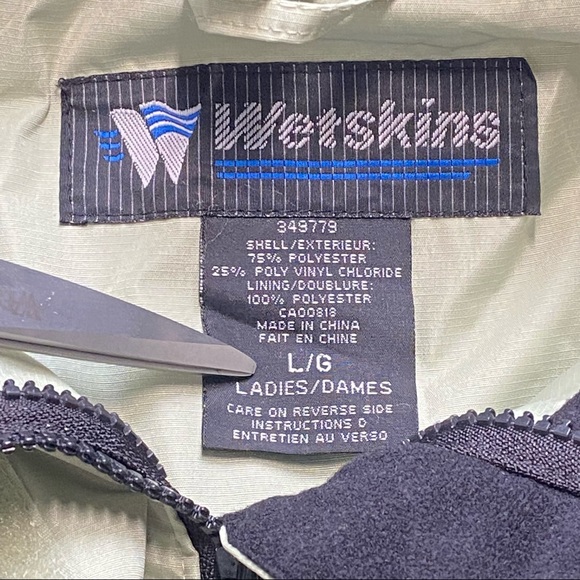 Wetskins
349779
SHELL/EXTERIEUR:
75% POLYESTER
25% POLY VINYL CHLORIDE
LINING/DOUBLURE:
100% POLYESTER
CA00818
MADE IN CHINA
FAIT EN CHINE
L/G
LADIES/DAMES
CARE ON REVERSE SIDE
INSTRUCTIONS D
ENTRETIEN AU VERSO